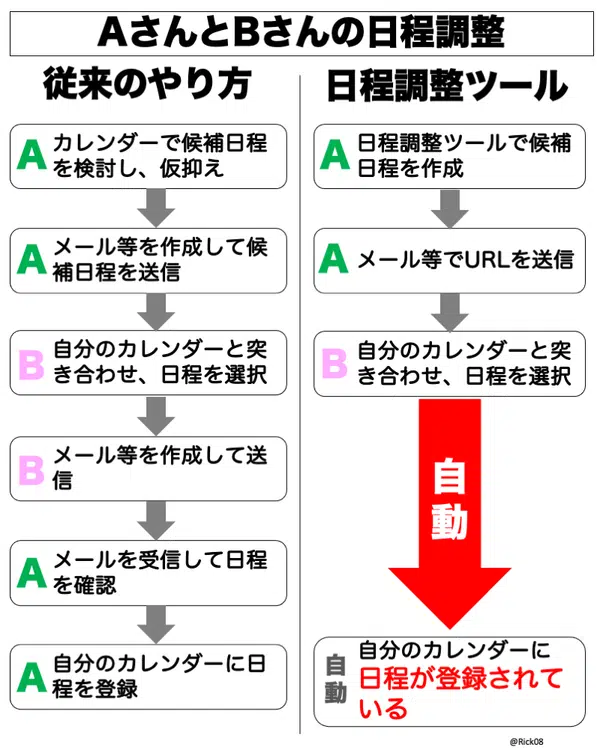 AさんとBさんの日程調整
従来のやり方
A
カレンダーで候補日程
を検討し、仮抑え
A
メール等を作成して候
補日程を送信
B
自分のカレンダーと突
き合わせ、日程を選択
B
メール等を作成して送
信
A
メールを受信して日程
を確認
A
自分のカレンダーに日
程を登録
日程調整ツール
A
日程調整ツールで候補
日程を作成
A
メール等でURLを送信
B
自分のカレンダーと突
き合わせ、日程を選択
自動
自動
自分のカレンダーに
日程が登録されて
いる
@Rick08